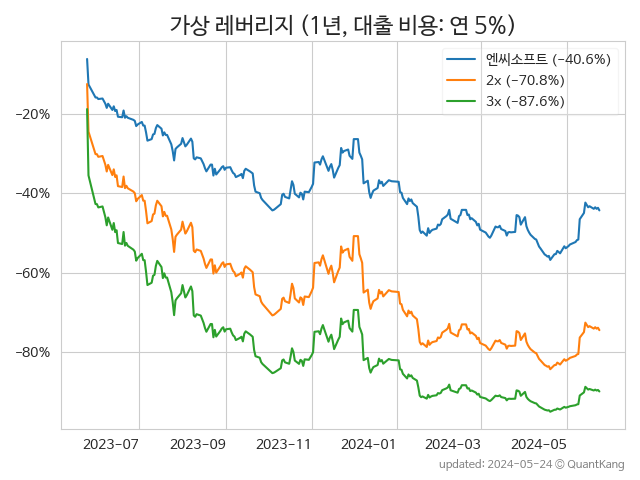 가상 레버리지 (1년, 대출 비용: 연 5%)
엔씨소프트 (−40.6%)
2x (−70.8%)
3x (−87.6%)
−20%
−40%
−60%
−80%
2023−07 2023−09 2023−11 2024−01 2024−03 2024−05
updated: 2024-05-24 © QuantKang